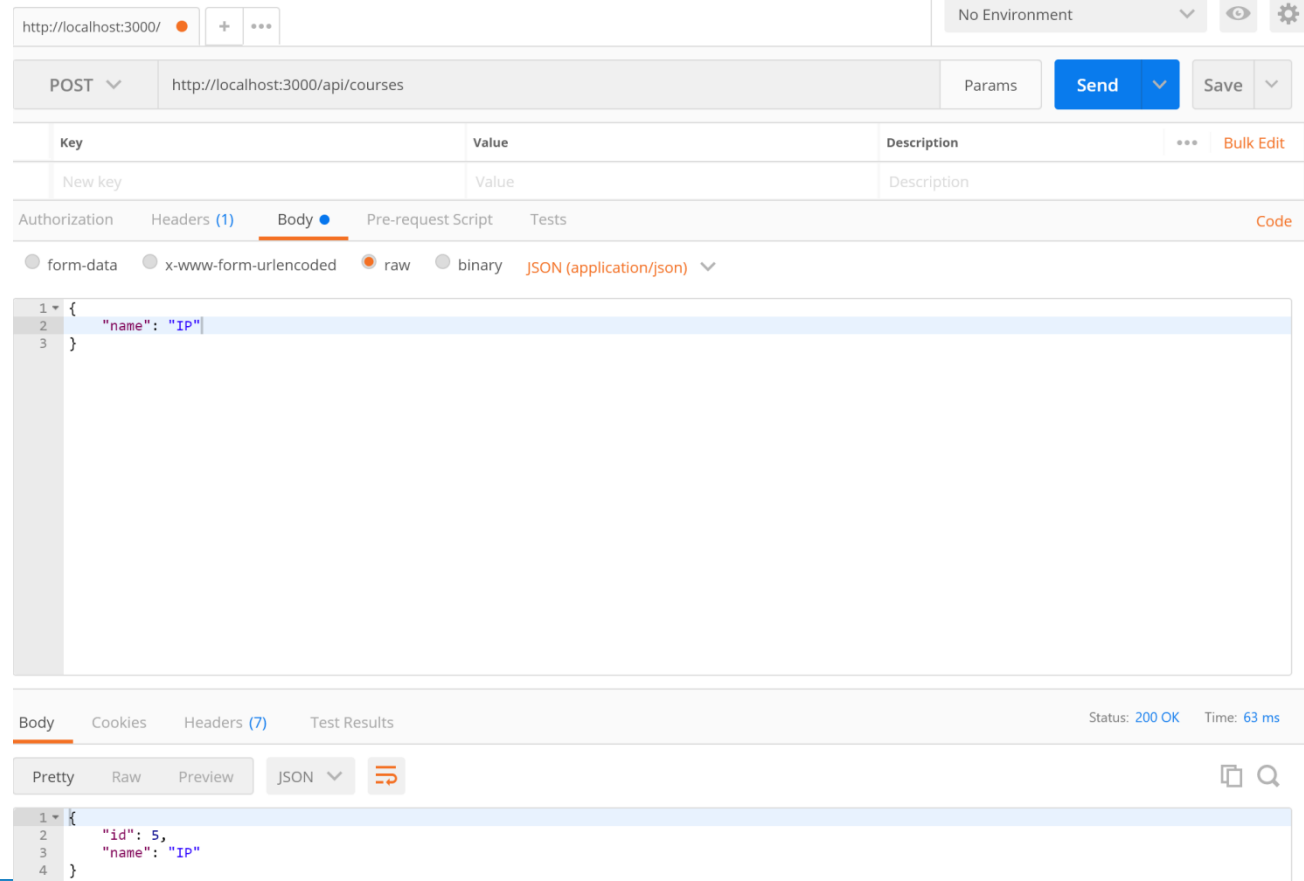 http://localhost:3000/ + ••• No Environment
POST http://localhost:3000/api/courses Params Send Save
Key Value Description ••• Bulk Edit
New key Value Description
Authorization Headers (1) Body Pre-request Script Tests Code
form-data x-www-form-urlencoded raw binary JSON (application/json)
1 {
2 "name": "IP"
3 }
Body Cookies Headers (7) Test Results Status: 200 OK Time: 63 ms
Pretty Raw Preview JSON
1 {
2 "id": 5,
3 "name": "IP"
4 }